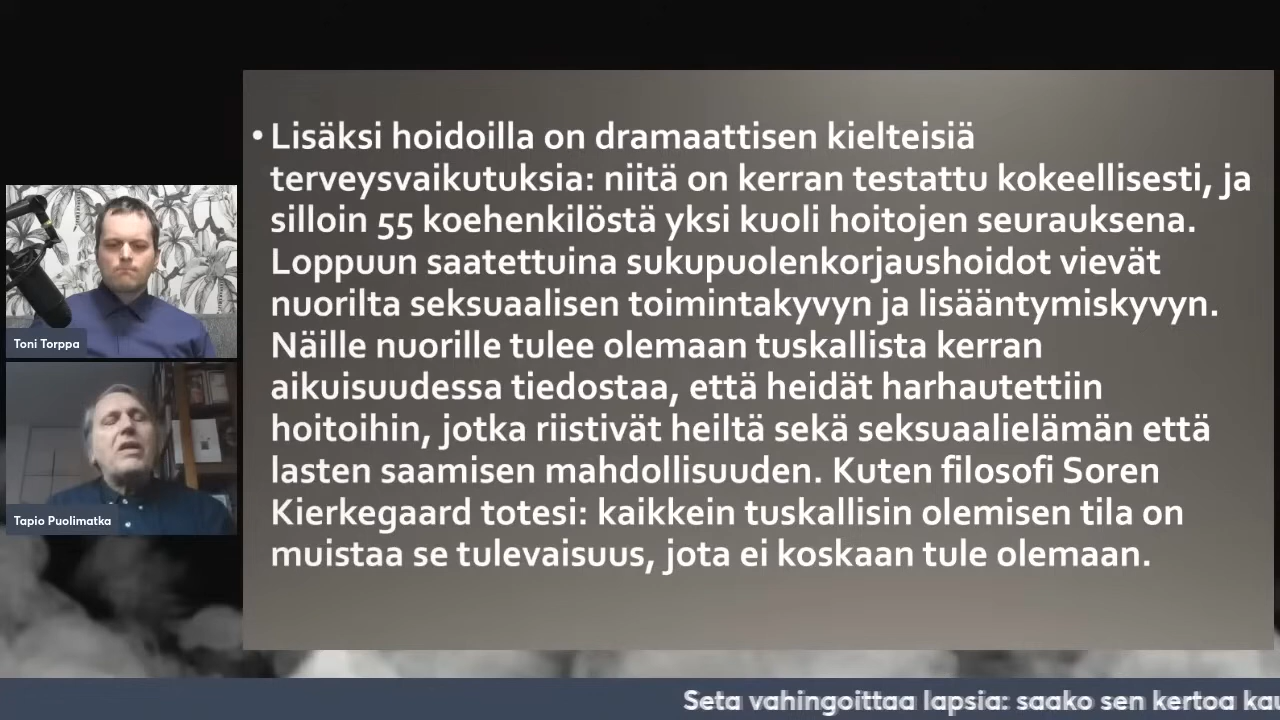 • Lisäksi hoidoilla on dramaattisen kielteisiä
terveysvaikutuksia: niitä on kerran testattu kokeellisesti, ja
silloin 55 koehenkilöstä yksi kuoli hoitojen seurauksena.
Loppuun saatettuina sukupuolenkorjaushoidot vievät
nuorilta seksuaalisen toimintakyvyn ja lisääntymiskyvyn.
Näille nuorille tulee olemaan tuskallista kerran
aikuisuudessa tiedostaa, että heidät harhautettiin
hoitoihin, jotka riistivät heiltä sekä seksuaalielämän että
lasten saamisen mahdollisuuden. Kuten filosofi Soren
Kierkegaard totesi: kaikkein tuskallisin olemisen tila on
muistaa se tulevaisuus, jota ei koskaan tule olemaan.
Toni Torppa
Tapio Puolimatka
Seta vahingoittaa lapsia: saako sen kertoa kau